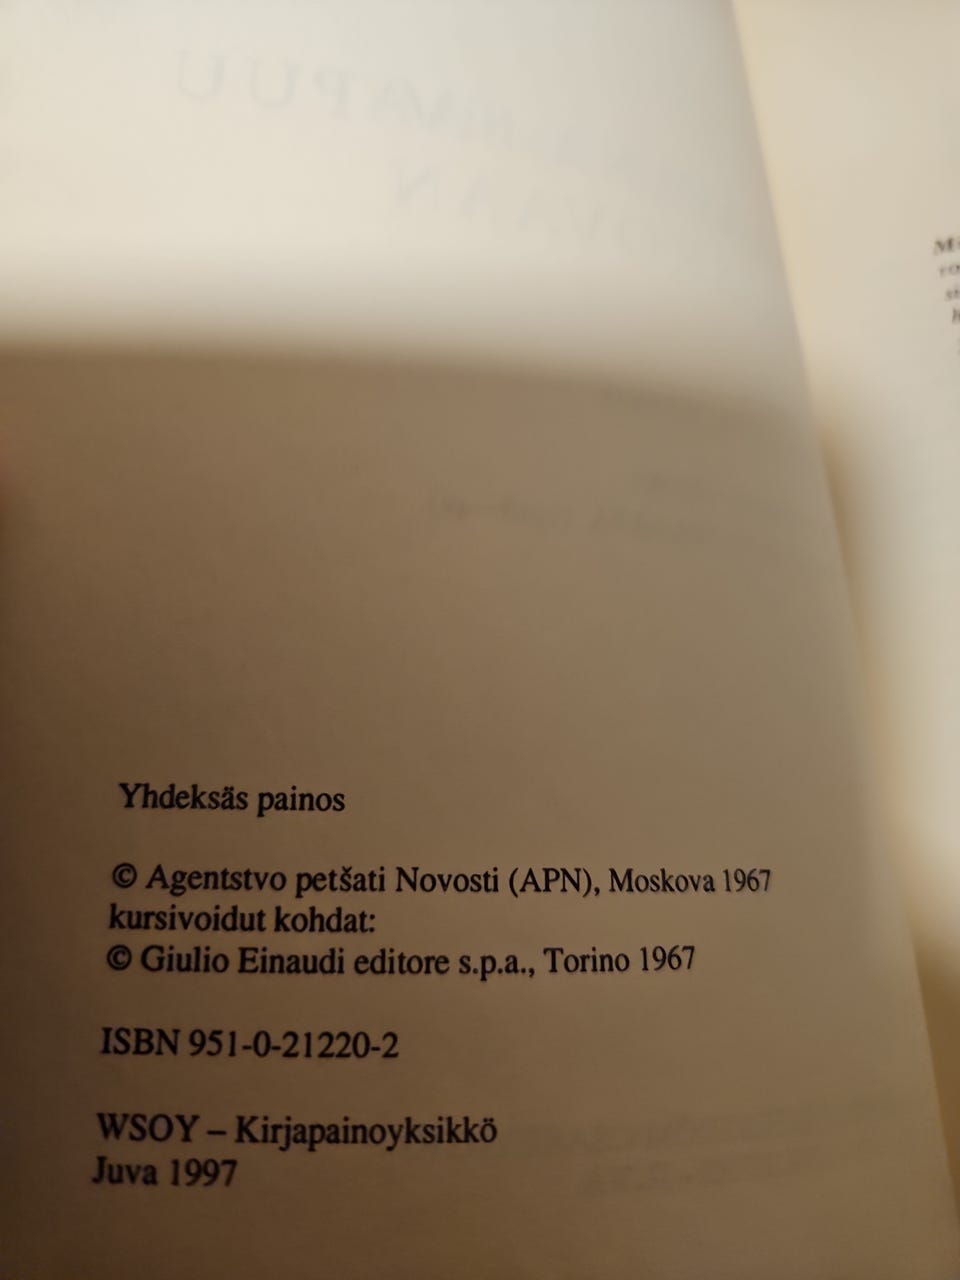 Yhdeksäs painos
© Agentstvo petšati Novosti (APN), Moskova 1967
kursivoidut kohdat:
© Giulio Einaudi editore s.p.a., Torino 1967
ISBN 951-0-21220-2
WSOY – Kirjapainoyksikkö
Juva 1997